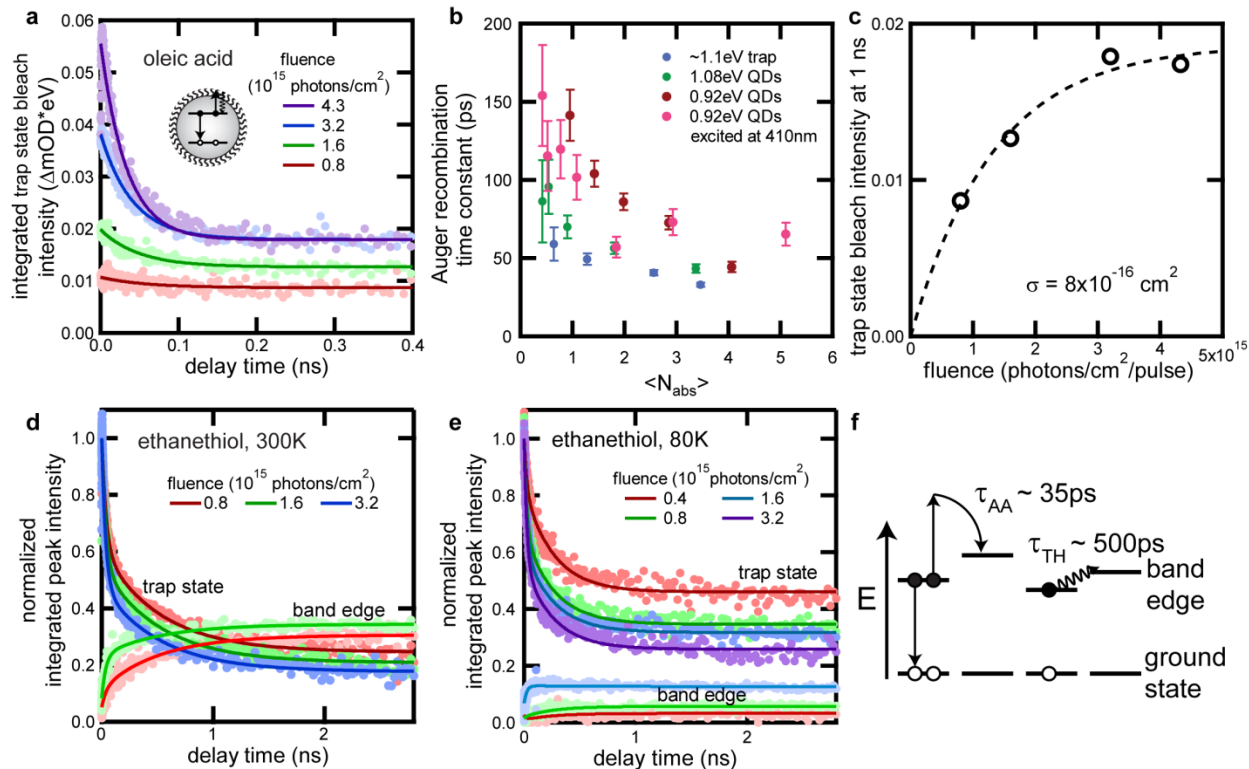 a
oleic acid
fluence
(10^15 photons/cm^2)
4.3
3.2
1.6
0.8
integrated trap state bleach
intensity (ΔmOD*eV)
0.06
0.05
0.04
0.03
0.02
0.01
0.00
0.0 0.1 0.2 0.3 0.4
delay time (ns)
b
~1.1eV trap
1.08eV QDs
0.92eV QDs
0.92eV QDs
excited at 410nm
Auger recombination
time constant (ps)
200
150
100
50
0
0 1 2 3 4 5 6
<N_abs>
c
trap state bleach intensity at 1 ns
0.02
0.01
0.00
σ = 8x10^-16 cm^2
0 1 2 3 4 5x10^15
fluence (photons/cm^2/pulse)
d
ethanethiol, 300K
fluence (10^15 photons/cm^2)
0.8 1.6 3.2
trap state
band edge
normalized
integrated peak intensity
1.0
0.8
0.6
0.4
0.2
0.0
0 1 2
delay time (ns)
e
ethanethiol, 80K
fluence (10^15 photons/cm^2)
0.4 1.6
0.8 3.2
trap state
band edge
normalized
integrated peak intensity
1.0
0.8
0.6
0.4
0.2
0.0
0 1 2
delay time (ns)
f
τ_AA ~ 35ps
τ_TH ~ 500ps
E
band
edge
ground
state